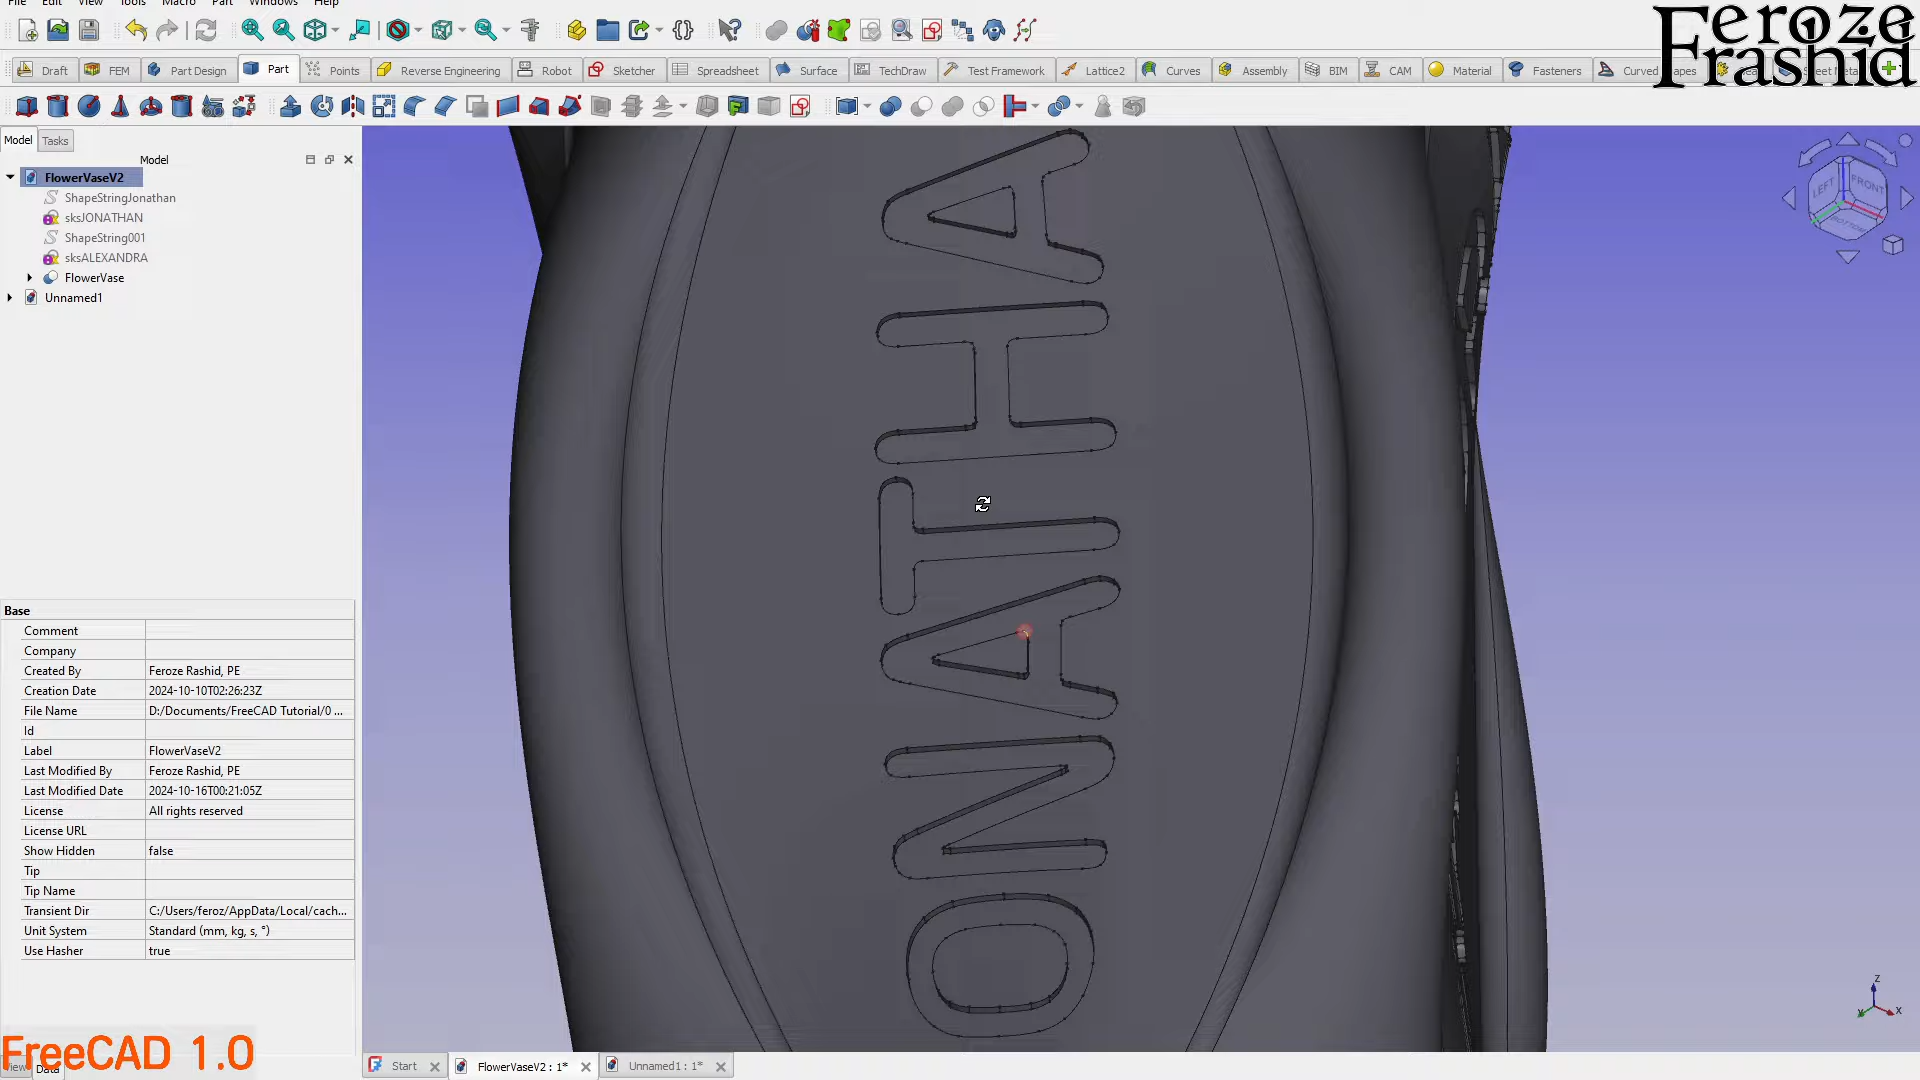 File Edit View Tools Macro Part Windows Help
Feroze
Frashid
Draft FEM Part Design Part Points Reverse Engineering Robot Sketcher Spreadsheet Surface TechDraw Test Framework Lattice2 Curves Assembly BIM CAM Material Fasteners Curved Shapes
Model Tasks
Model
FlowerVaseV2
ShapeStringJonathan
sksJONATHAN
ShapeString001
sksALEXANDRA
FlowerVase
Unnamed1
LEFT FRONT
BOTTOM
ONATHA
Base
Comment
Company
Created By Feroze Rashid, PE
Creation Date 2024-10-10T02:26:23Z
File Name D:/Documents/FreeCAD Tutorial/0 ...
Id
Label FlowerVaseV2
Last Modified By Feroze Rashid, PE
Last Modified Date 2024-10-16T00:21:05Z
License All rights reserved
License URL
Show Hidden false
Tip
Tip Name
Transient Dir C:/Users/feroz/AppData/Local/cach...
Unit System Standard (mm, kg, s, °)
Use Hasher true
Z
Y X
FreeCAD 1.0
View Data
Start FlowerVaseV2 : 1* Unnamed1 : 1*